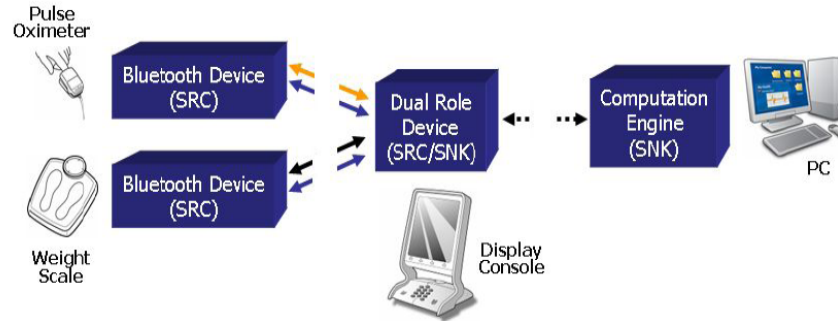 Pulse
Oximeter
Bluetooth Device
(SRC)
Dual Role
Device
(SRC/SNK)
Computation
Engine
(SNK)
PC
Bluetooth Device
(SRC)
Weight
Scale
Display
Console